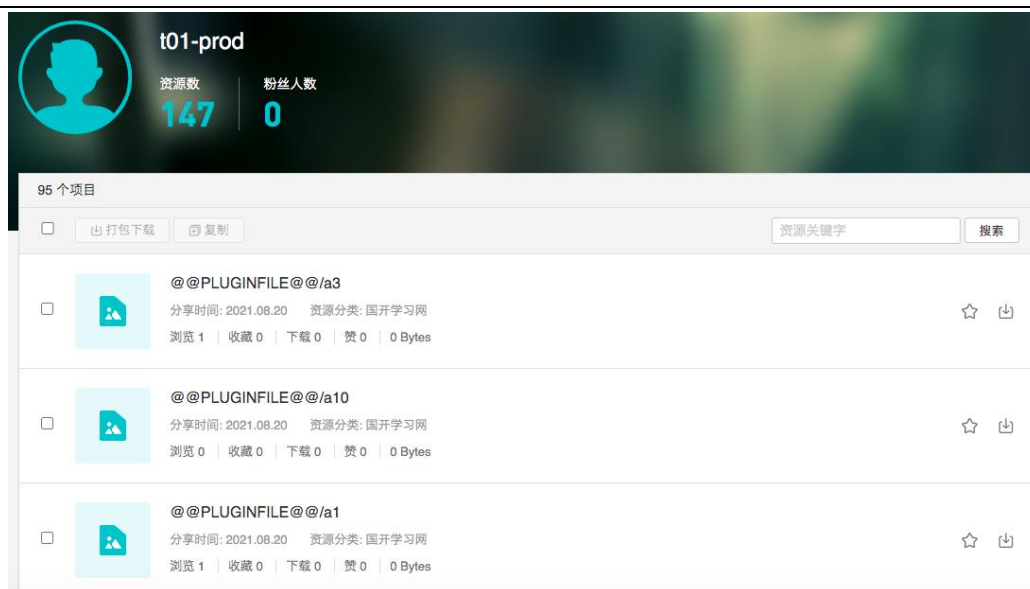 t01-prod
资源数 粉丝人数
147 0
95 个项目
打包下载 复制 资源关键字 搜索
@@PLUGINFILE@@/a3
分享时间: 2021.08.20 资源分类: 国开学习网
浏览 1 收藏 0 下载 0 赞 0 0 Bytes
@@PLUGINFILE@@/a10
分享时间: 2021.08.20 资源分类: 国开学习网
浏览 0 收藏 0 下载 0 赞 0 0 Bytes
@@PLUGINFILE@@/a1
分享时间: 2021.08.20 资源分类: 国开学习网
浏览 1 收藏 0 下载 0 赞 0 0 Bytes